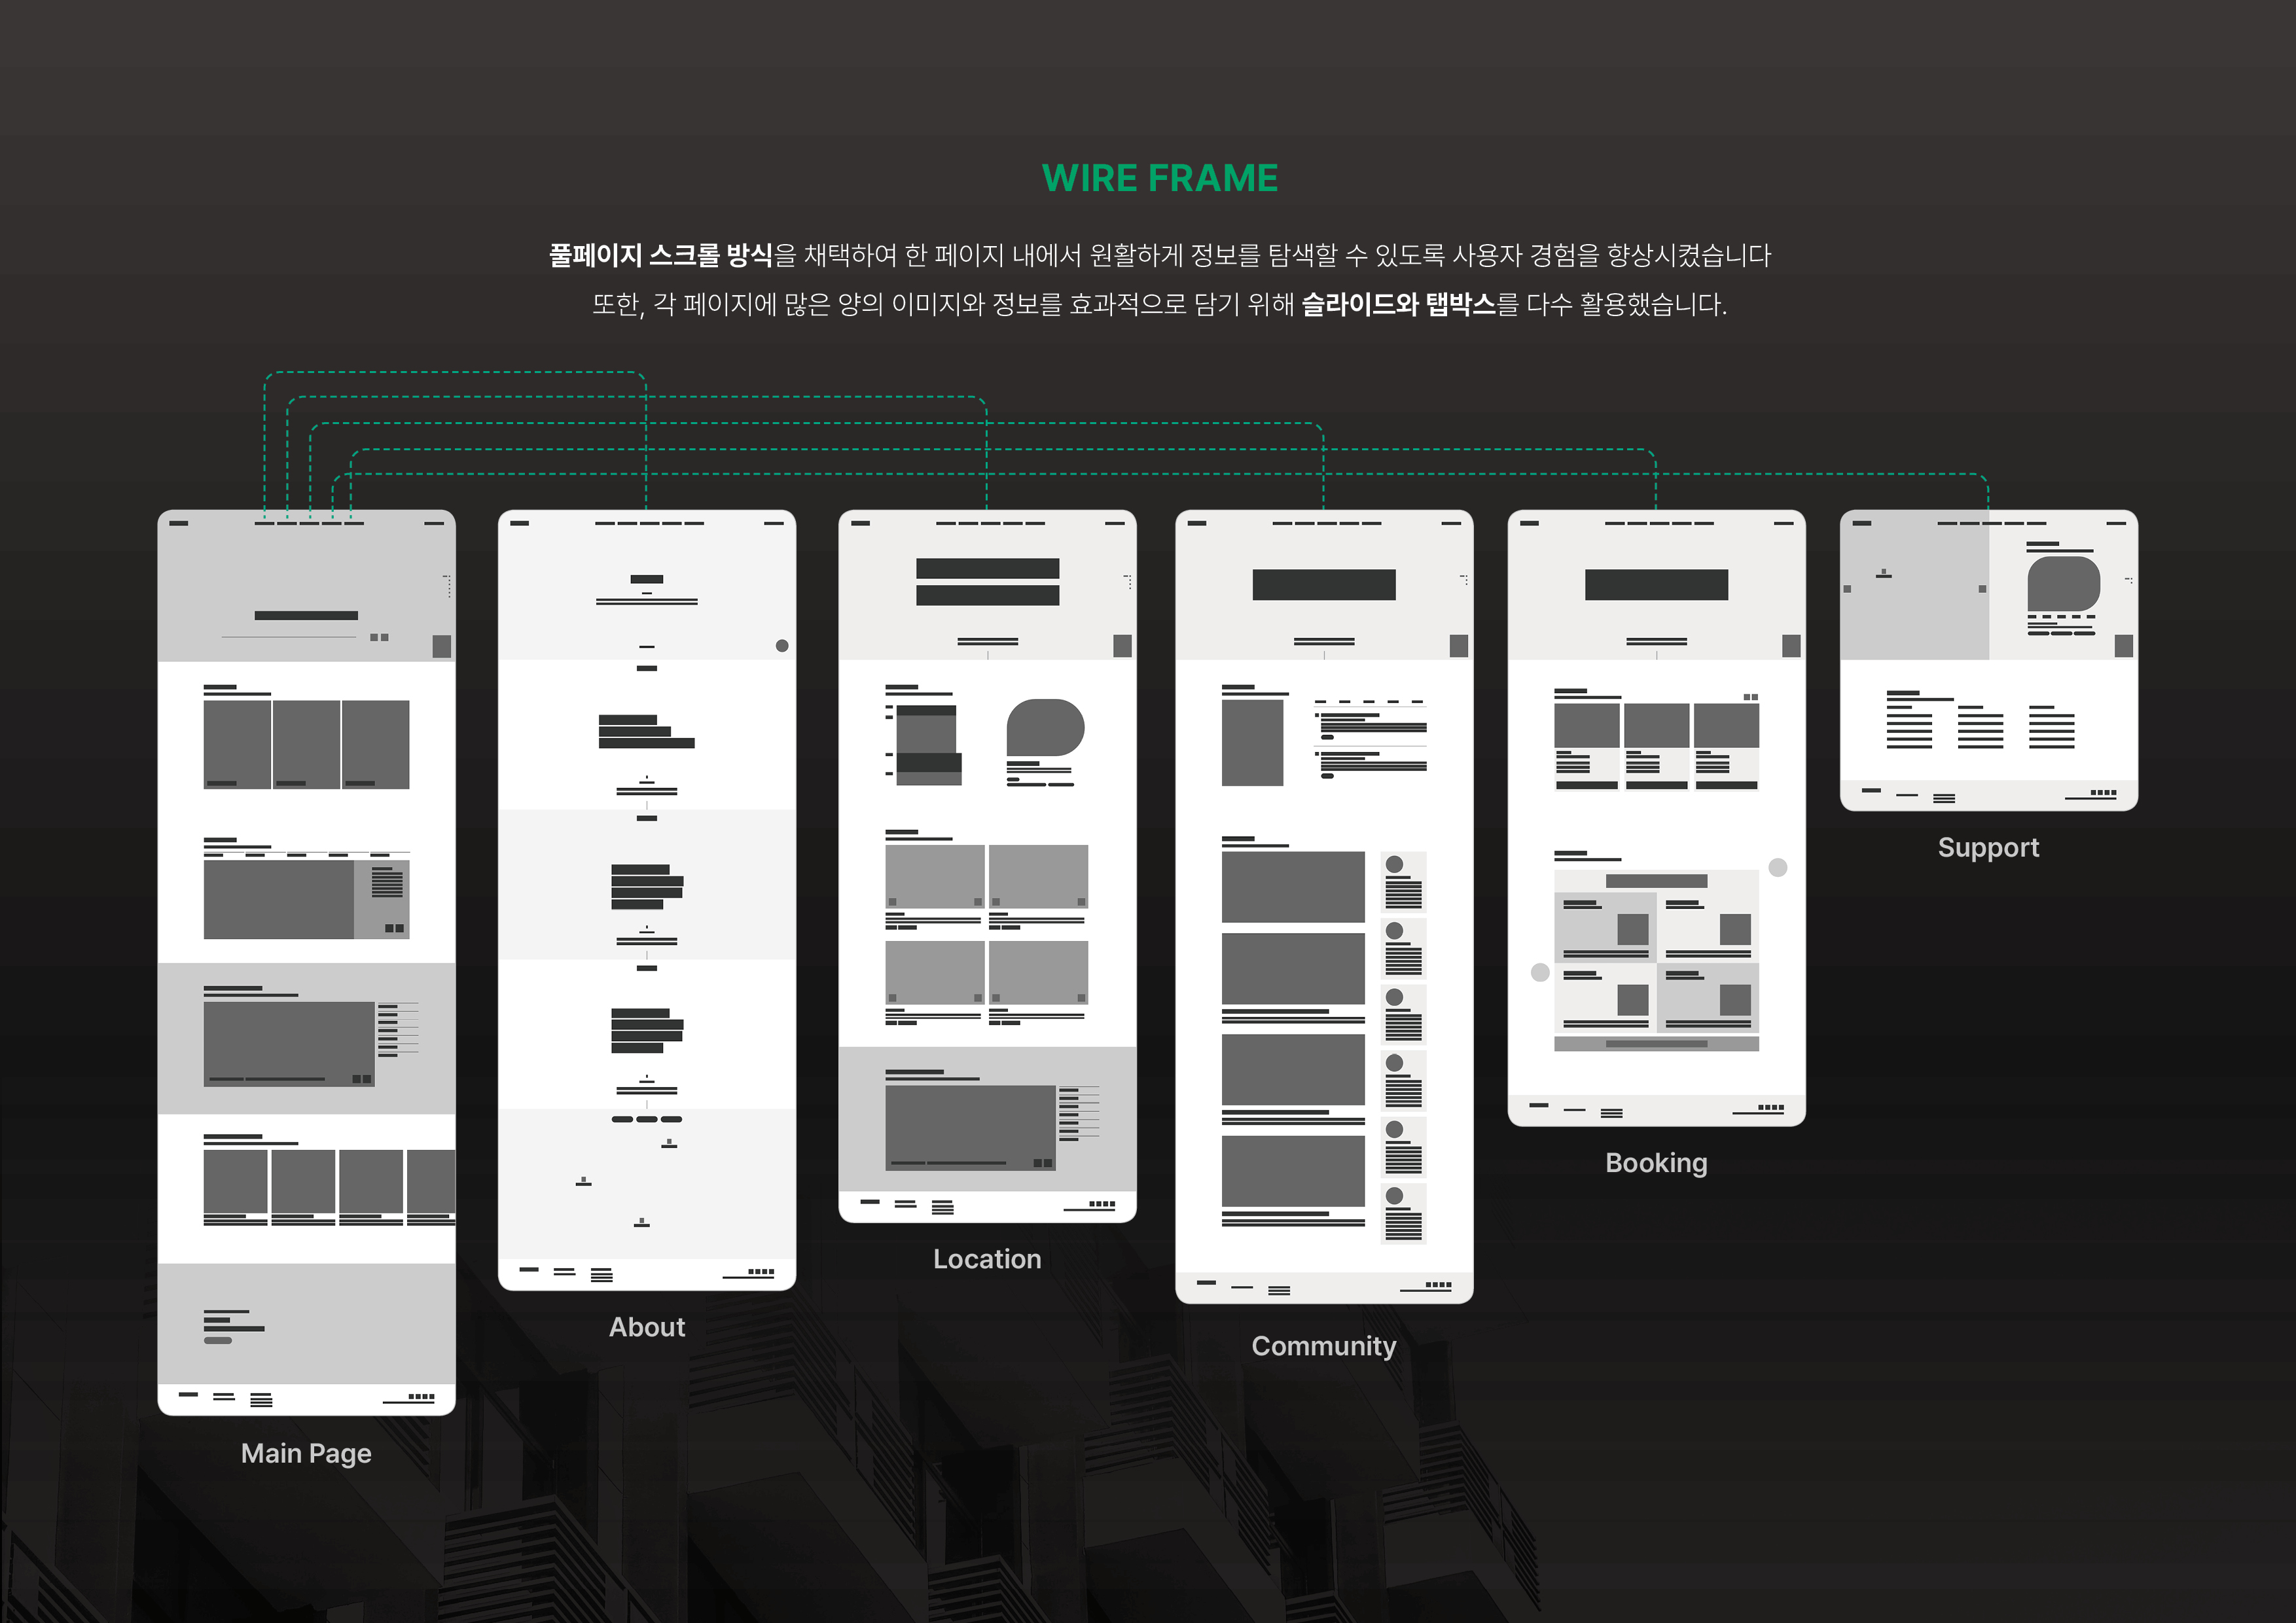 WIRE FRAME
풀페이지 스크롤 방식을 채택하여 한 페이지 내에서 원활하게 정보를 탐색할 수 있도록 사용자 경험을 향상시켰습니다
또한, 각 페이지에 많은 양의 이미지와 정보를 효과적으로 담기 위해 슬라이드와 탭박스를 다수 활용했습니다.
Main Page
About
Location
Community
Booking
Support